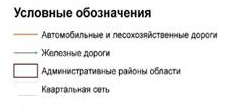 Условные обозначения
Автомобильные и лесохозяйственные дороги
Железные дороги
Административные районы области
Квартальная сеть